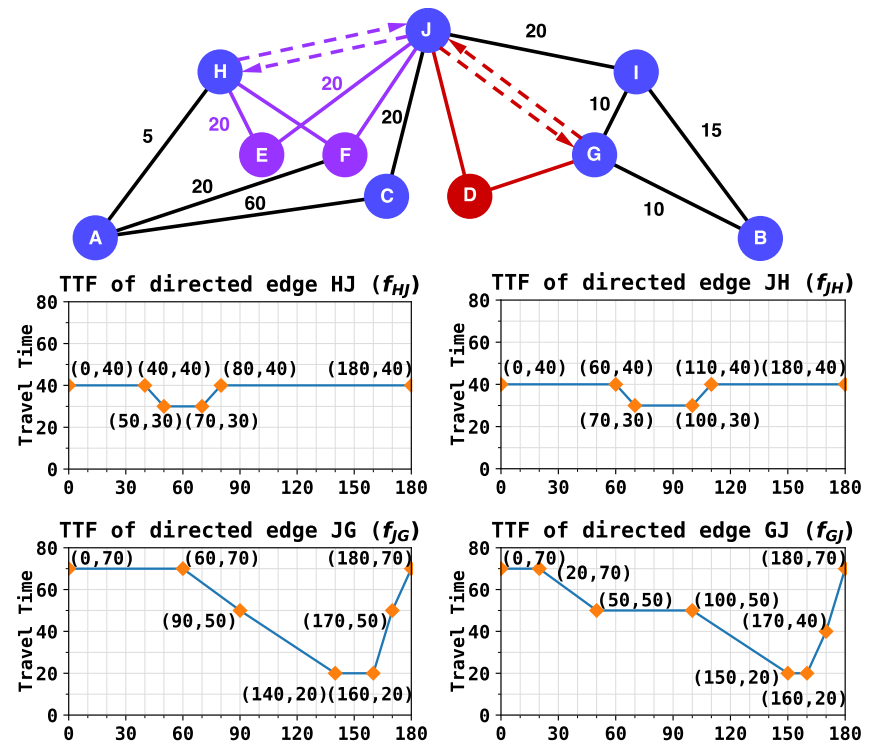 J
20
H
I
20
10
20
20
15
5
E
F
G
20
C
D
60
10
A
B
TTF of directed edge HJ (fHJ)
Travel Time
80
60
40
20
0
(0,40)
(40,40)
(80,40)
(180,40)
(50,30)
(70,30)
0 30 60 90 120 150 180
TTF of directed edge JH (fJH)
Travel Time
80
60
40
20
0
(0,40)
(60,40)
(110,40)
(180,40)
(70,30)
(100,30)
0 30 60 90 120 150 180
TTF of directed edge JG (fJG)
Travel Time
80
60
40
20
0
(0,70)
(60,70)
(180,70)
(90,50)
(170,50)
(140,20)
(160,20)
0 30 60 90 120 150 180
TTF of directed edge GJ (fGJ)
Travel Time
80
60
40
20
0
(0,70)
(180,70)
(20,70)
(50,50)
(100,50)
(170,40)
(150,20)
(160,20)
0 30 60 90 120 150 180